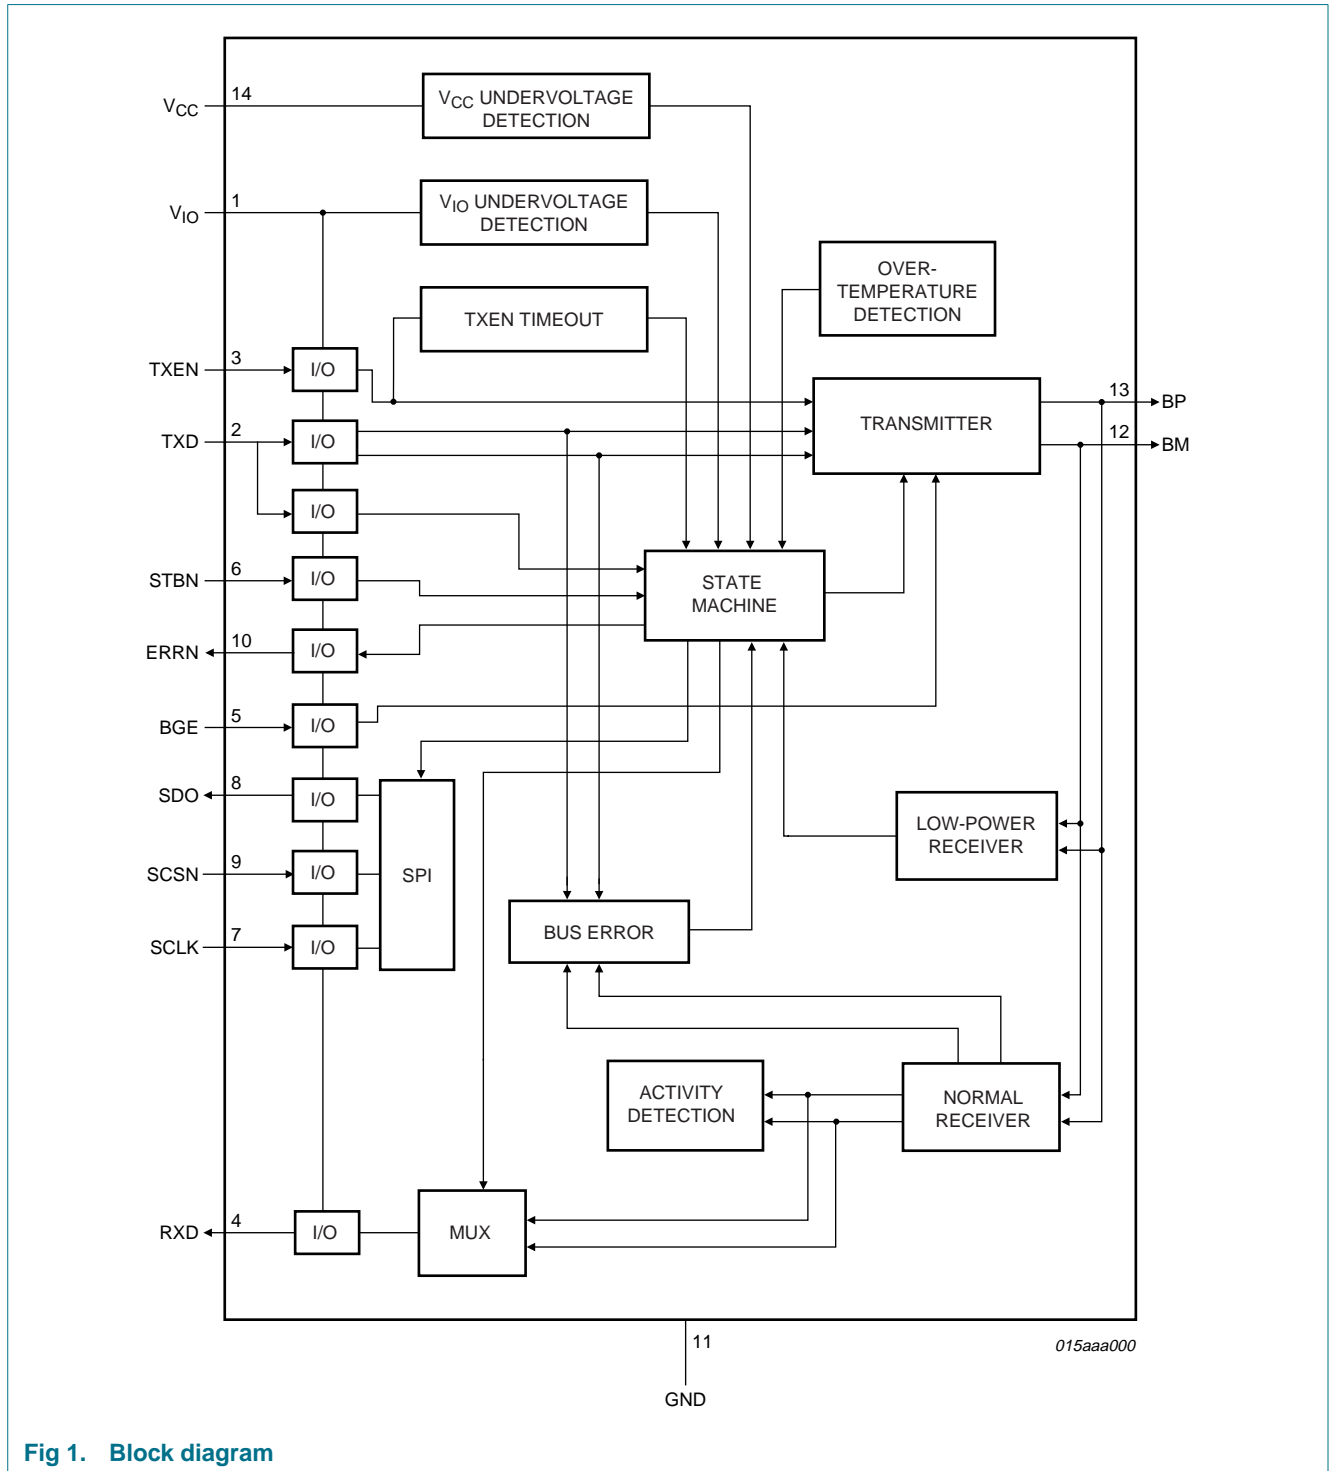 14
VCC
VCC UNDERVOLTAGE
DETECTION
1
VIO
VIO UNDERVOLTAGE
DETECTION
OVER-
TEMPERATURE
DETECTION
TXEN TIMEOUT
3
TXEN
I/O
13
BP
TRANSMITTER
2
TXD
I/O
12
BM
I/O
6
STBN
I/O
STATE
MACHINE
10
ERRN
I/O
5
BGE
I/O
8
SDO
I/O
LOW-POWER
RECEIVER
9
SCSN
I/O
SPI
7
SCLK
I/O
BUS ERROR
ACTIVITY
DETECTION
NORMAL
RECEIVER
4
RXD
I/O
MUX
11
015aaa000
GND
Fig 1. Block diagram